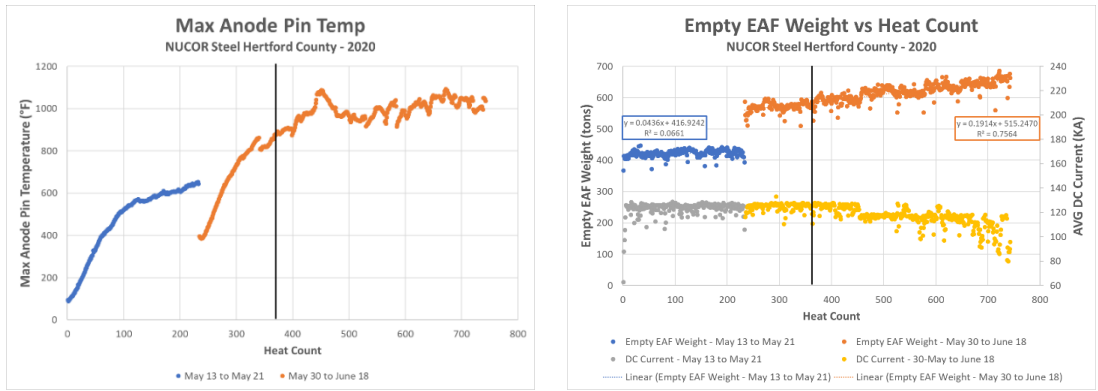 Max Anode Pin Temp
NUCOR Steel Hertford County - 2020
Max Anode Pin Temperature (°F)
1200
1000
800
600
400
200
0
0 100 200 300 400 500 600 700 800
Heat Count
May 13 to May 21 May 30 to June 18
Empty EAF Weight vs Heat Count
NUCOR Steel Hertford County - 2020
Empty EAF Weight (tons)
700
600
500
400
300
200
100
0
y = 0.0436x + 416.9242
R² = 0.0661
y = 0.1914x + 515.2470
R² = 0.7564
240
220
200
180
160
140
120
100
80
60
AVG DC Current (KA)
0 100 200 300 400 500 600 700 800
Heat Count
Empty EAF Weight - May 13 to May 21 Empty EAF Weight - May 30 to June 18
DC Current - May 13 to May 21 DC Current - 30-May to June 18
Linear (Empty EAF Weight - May 13 to May 21) Linear (Empty EAF Weight - May 30 to June 18)